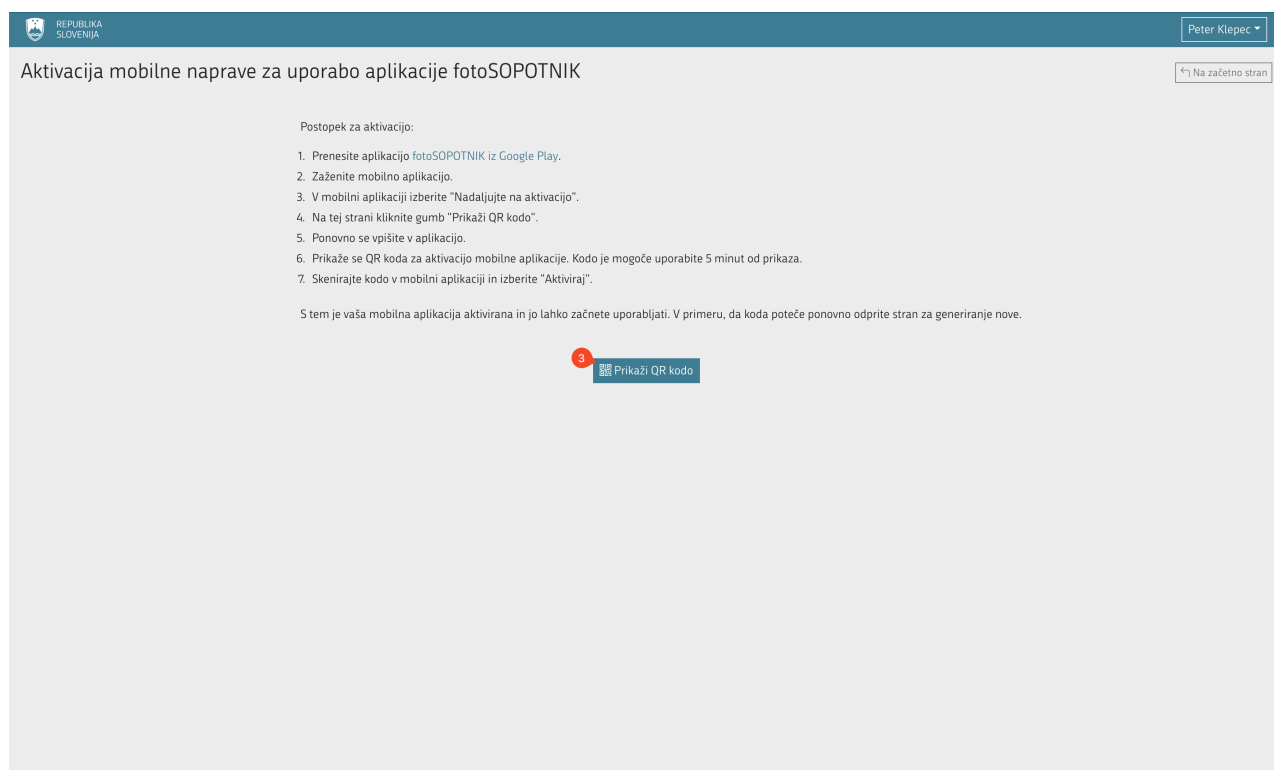 REPUBLIKA
SLOVENIJA
Peter Klepec
Aktivacija mobilne naprave za uporabo aplikacije fotoSOPOTNIK
Na začetno stran
Postopek za aktivacijo:
1. Prenesite aplikacijo fotoSOPOTNIK iz Google Play.
2. Zaženite mobilno aplikacijo.
3. V mobilni aplikaciji izberite "Nadaljujte na aktivacijo".
4. Na tej strani kliknite gumb "Prikaži QR kodo".
5. Ponovno se vpišite v aplikacijo.
6. Prikaže se QR koda za aktivacijo mobilne aplikacije. Kodo je mogoče uporabite 5 minut od prikaza.
7. Skenirajte kodo v mobilni aplikaciji in izberite "Aktiviraj".
S tem je vaša mobilna aplikacija aktivirana in jo lahko začnete uporabljati. V primeru, da koda poteče ponovno odprite stran za generiranje nove.
3
Prikaži QR kodo